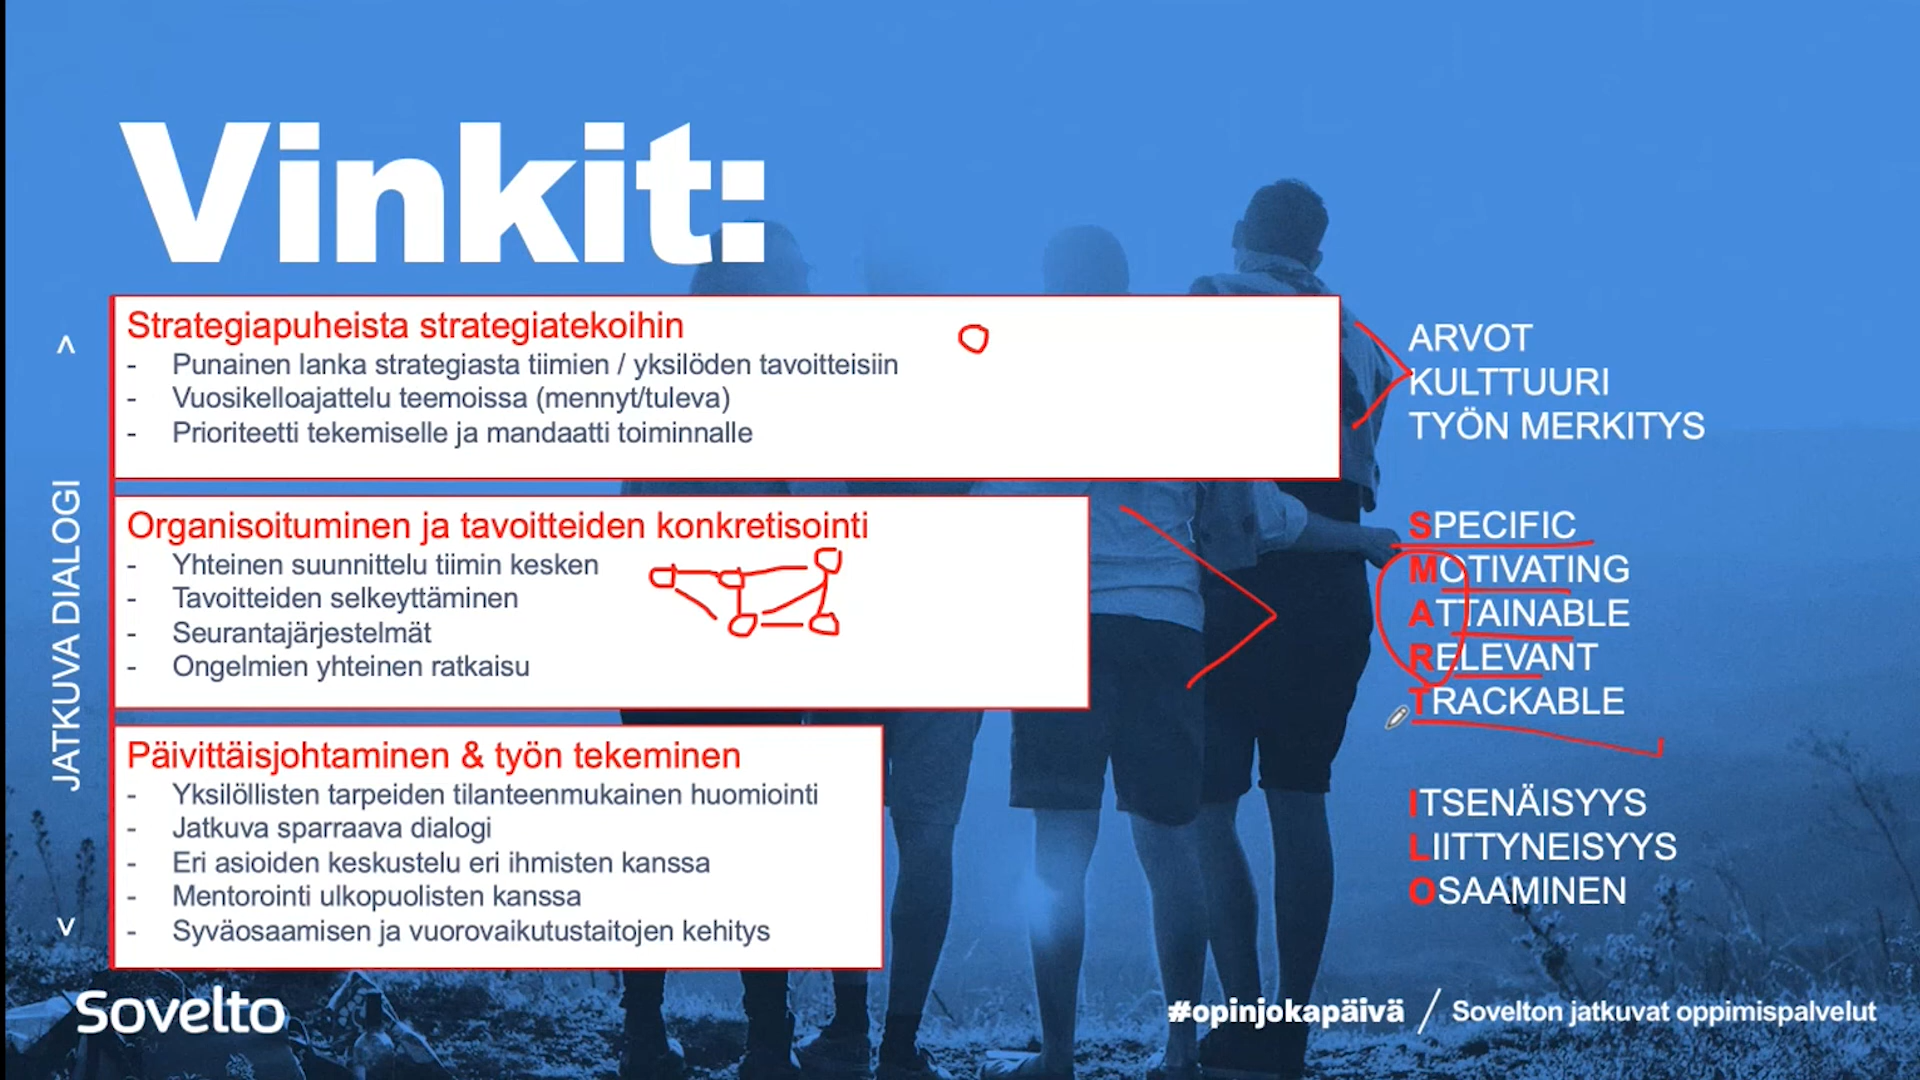 Vinkit:
Strategiapuheista strategiatekoihin
- Punainen lanka strategiasta tiimien / yksilöden tavoitteisiin
- Vuosikelloajattelu teemoissa (mennyt/tuleva)
- Prioriteetti tekemiselle ja mandaatti toiminnalle
ARVOT
KULTTUURI
TYÖN MERKITYS
< JATKUVA DIALOGI >
Organisoituminen ja tavoitteiden konkretisointi
- Yhteinen suunnittelu tiimin kesken
- Tavoitteiden selkeyttäminen
- Seurantajärjestelmät
- Ongelmien yhteinen ratkaisu
SPECIFIC
MOTIVATING
ATTAINABLE
RELEVANT
TRACKABLE
Päivittäisjohtaminen & työn tekeminen
- Yksilöllisten tarpeiden tilanteenmukainen huomiointi
- Jatkuva sparraava dialogi
- Eri asioiden keskustelu eri ihmisten kanssa
- Mentorointi ulkopuolisten kanssa
- Syväosaamisen ja vuorovaikutustaitojen kehitys
ITSENÄISYYS
LIITTYNEISYYS
OSAAMINEN
Sovelto
#opinjokapäivä / Sovelton jatkuvat oppimispalvelut